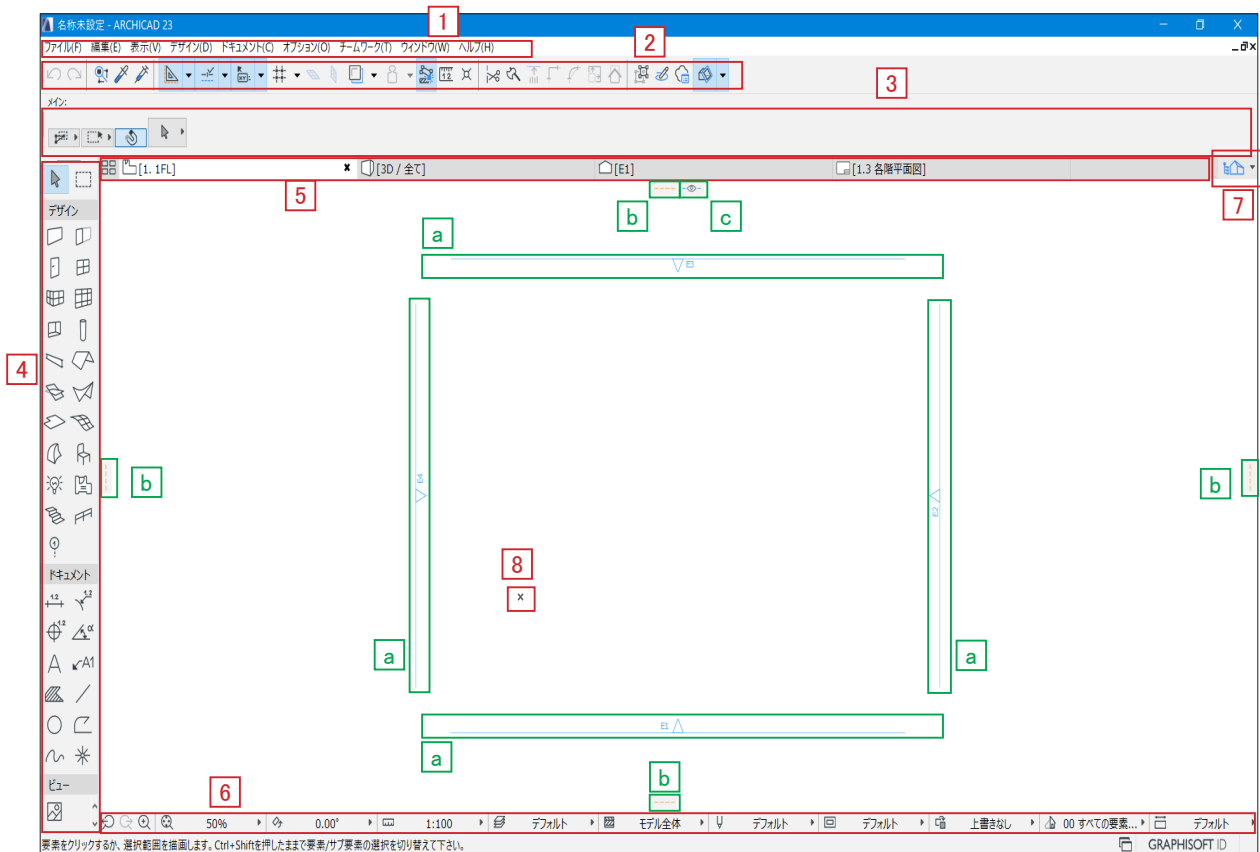 名称未設定 - ARCHICAD 23
1
ファイル(F) 編集(E) 表示(V) デザイン(D) ドキュメント(C) オプション(O) チームワーク(T) ウィンドウ(W) ヘルプ(H)
2
3
メイン:
[1. 1FL]
[3D / 全て]
[E1]
[1.3 各階平面図]
5
7
b
c
a
E3
デザイン
4
E4
E2
b
b
8
x
ドキュメント
1.2
1.2
1.2
α
A
A1
a
a
E1
a
b
ビュー
6
50%
0.00°
1:100
デフォルト
モデル全体
デフォルト
デフォルト
上書きなし
00 すべての要素...
デフォルト
要素をクリックするか、選択範囲を描画します。Ctrl+Shiftを押したままで要素/サブ要素の選択を切り替えて下さい。
GRAPHISOFT ID